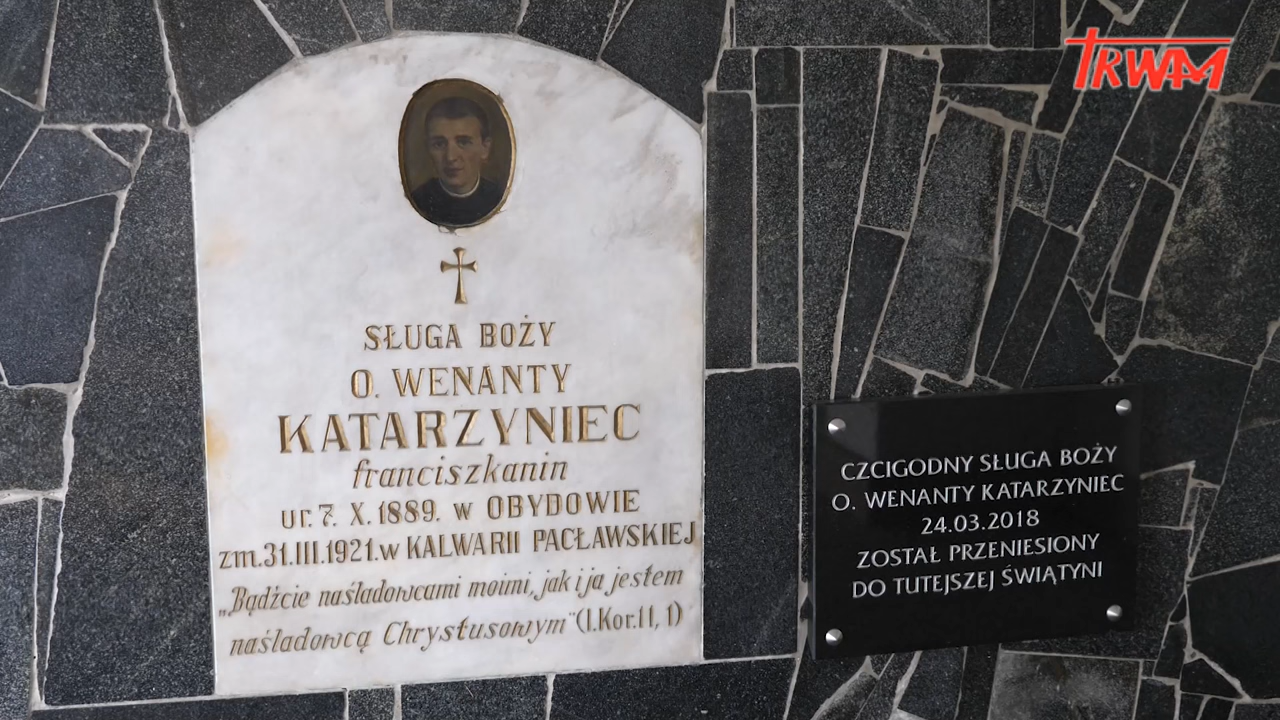 TRWAM
SŁUGA BOŻY
O. WENANTY
KATARZYNIEC
franciszkanin
ur. 7. X. 1889. w OBYDOWIE
zm. 31.III.1921. w KALWARII PACŁAWSKIEJ
„Bądźcie naśladowcami moimi, jak i ja jestem
naśladowcą Chrystusowym" (I.Kor.11, 1)
CZCIGODNY SŁUGA BOŻY
O. WENANTY KATARZYNIEC
24.03.2018
ZOSTAŁ PRZENIESIONY
DO TUTEJSZEJ ŚWIĄTYNI